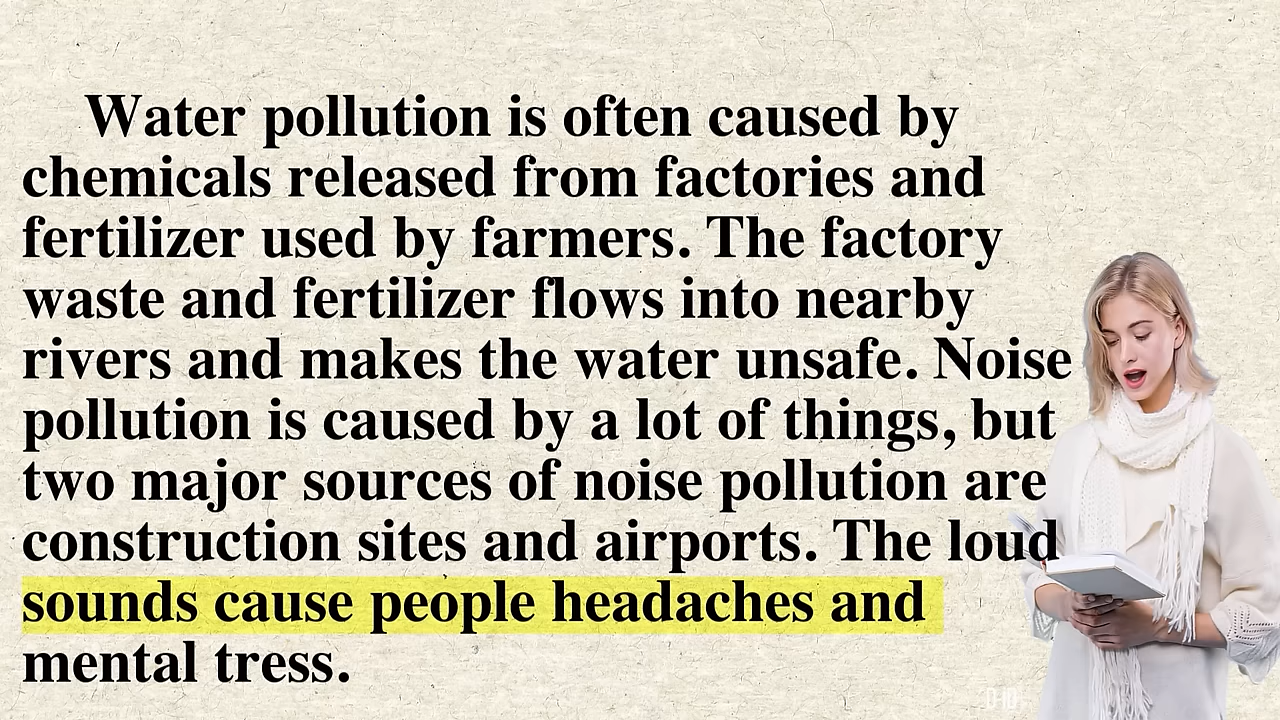 Water pollution is often caused by
chemicals released from factories and
fertilizer used by farmers. The factory
waste and fertilizer flows into nearby
rivers and makes the water unsafe. Noise
pollution is caused by a lot of things, but
two major sources of noise pollution are
construction sites and airports. The loud
sounds cause people headaches and
mental tress.